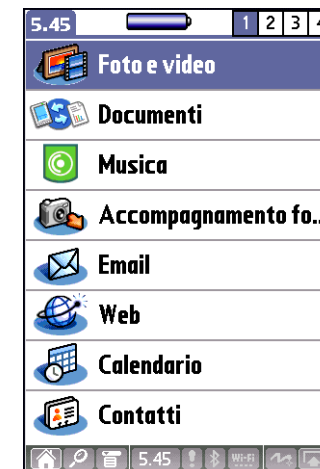 5.45 1 2 3 4
Foto e video
Documenti
Musica
Accompagnamento fo..
Email
Web
Calendario
Contatti
5.45 Wi-Fi